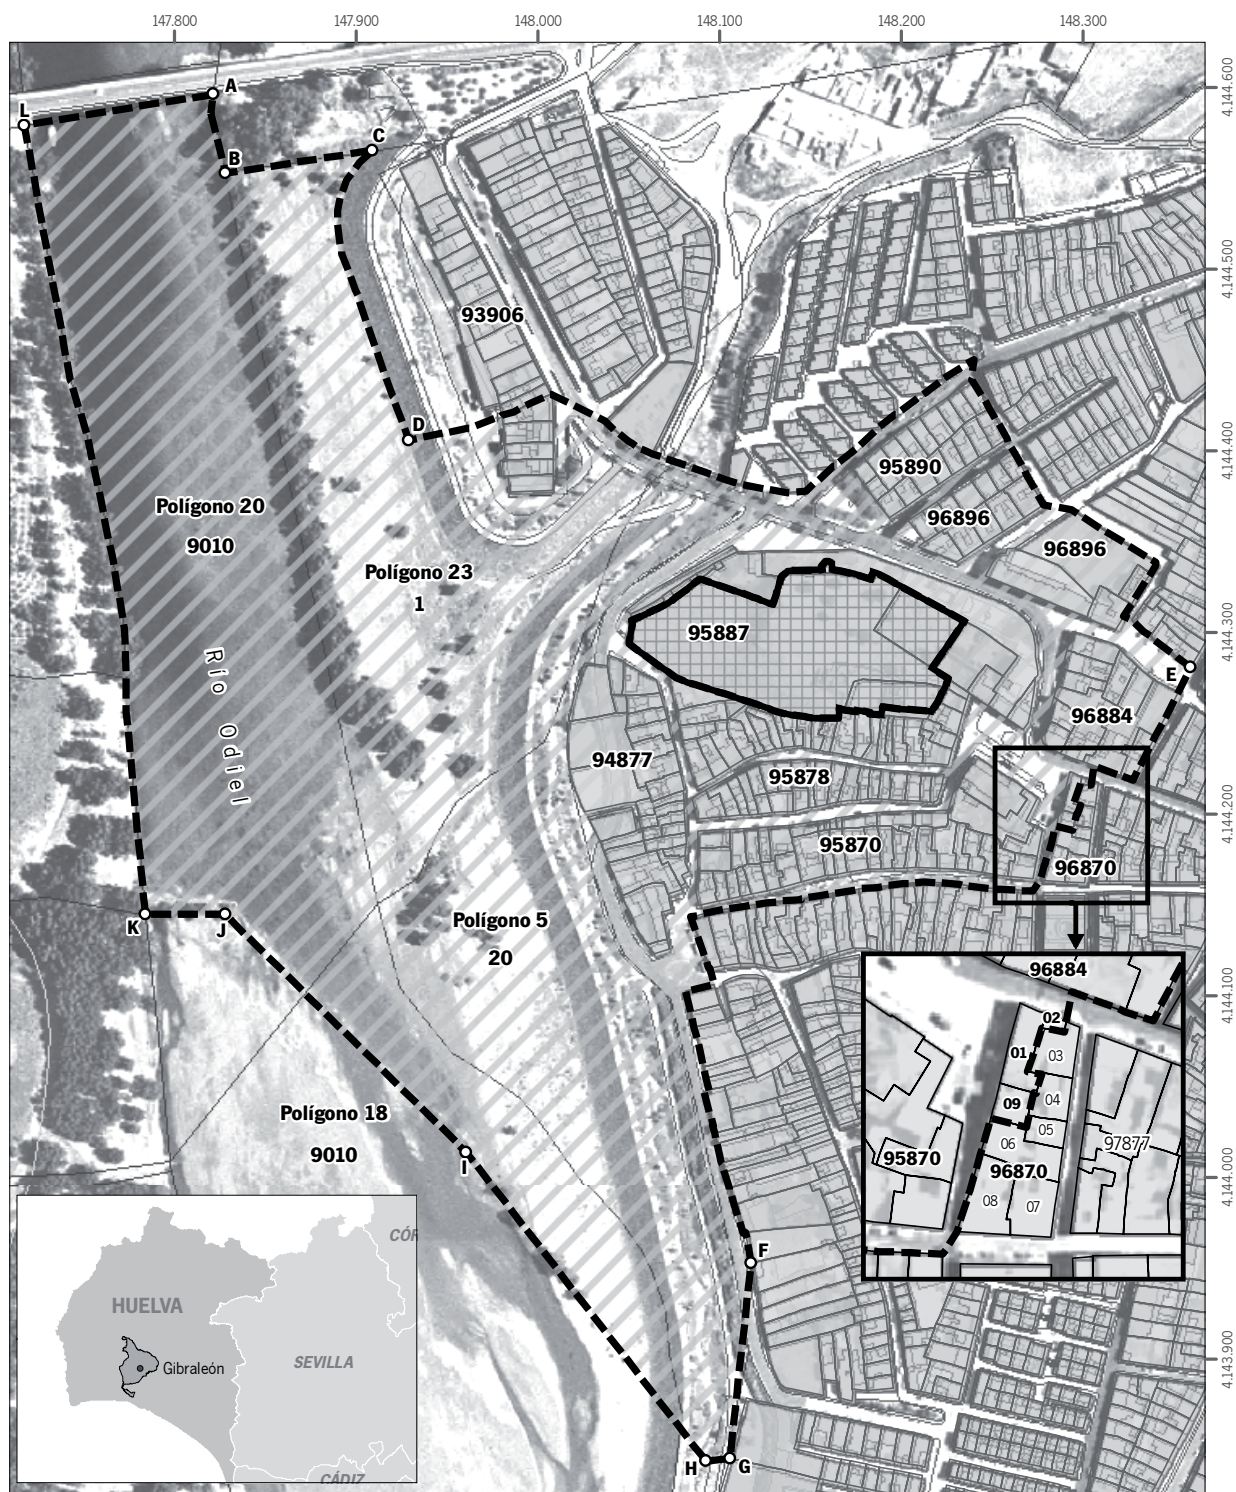 147.800 147.900 148.000 148.100 148.200 148.300
4.144.600
L
A
B
C
4.144.500
93906
D
4.144.400
95890
Polígono 20
9010
96896
96896
Polígono 23
1
95887
4.144.300
E
Río Odiel
96884
94877
95878
4.144.200
95870
96870
K
J
Polígono 5
20
96884
4.144.100
02
01
03
09
04
05
06
97877
95870
96870
08
07
Polígono 18
9010
I
4.144.000
F
CÓR
HUELVA
SEVILLA
Gibraleón
4.143.900
H
G
CÁDIZ